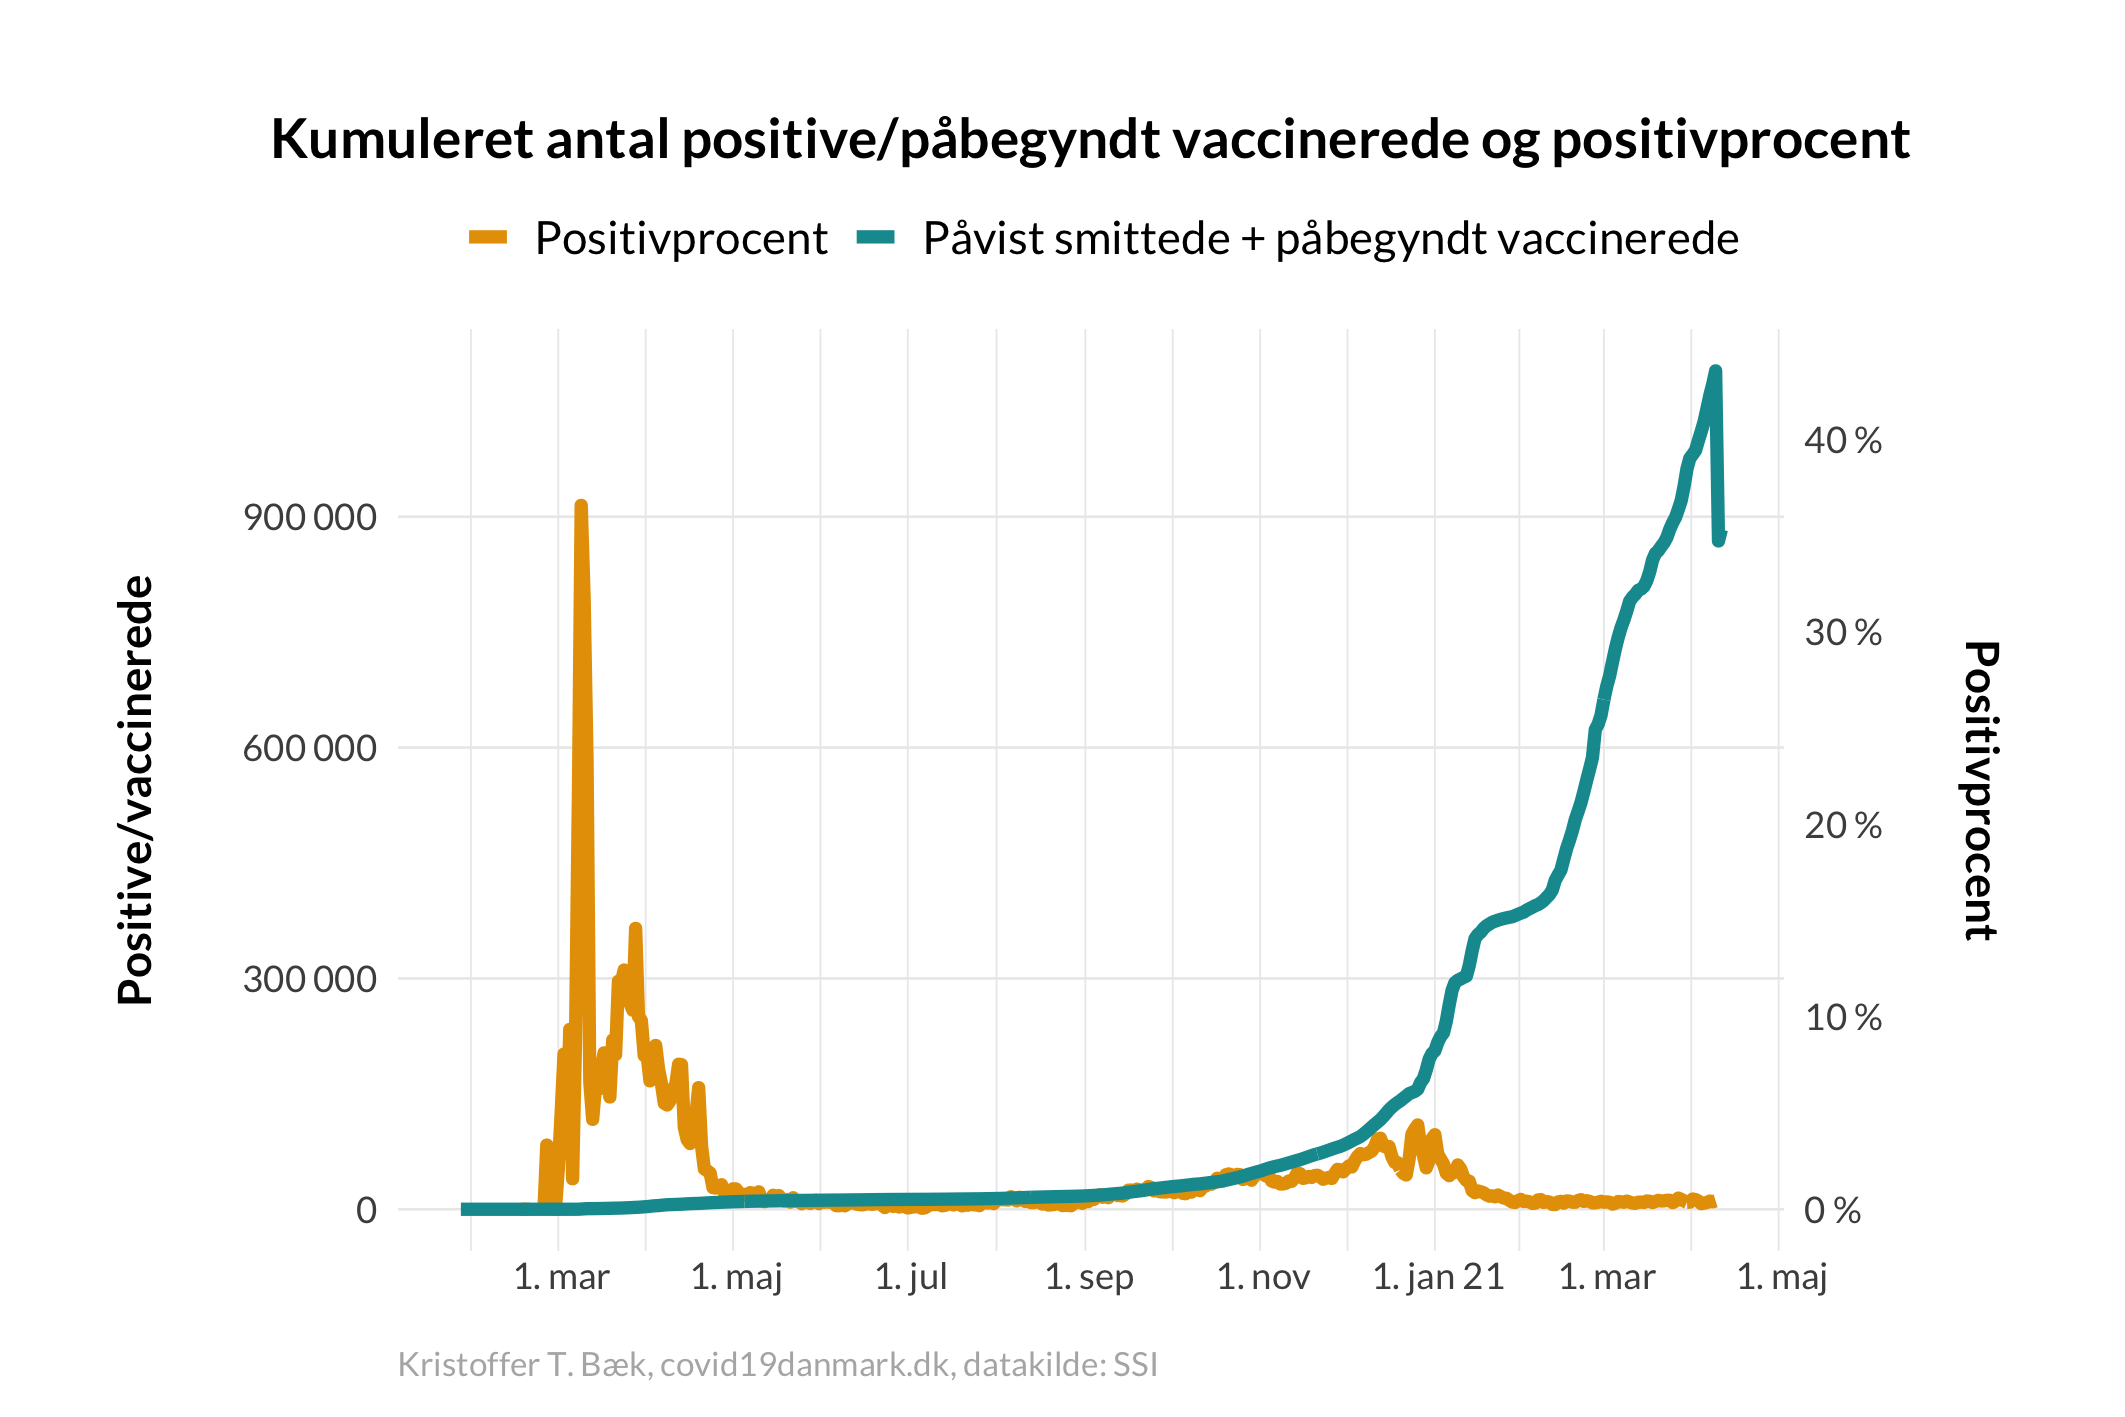 Kumuleret antal positive/påbegyndt vaccinerede og positivprocent
Positivprocent
Påvist smittede + påbegyndt vaccinerede
Positive/vaccinerede
900 000
600 000
300 000
0
40 %
30 %
20 %
10 %
0 %
Positivprocent
1. mar
1. maj
1. jul
1. sep
1. nov
1. jan 21
1. mar
1. maj
Kristoffer T. Bæk, covid19danmark.dk, datakilde: SSI